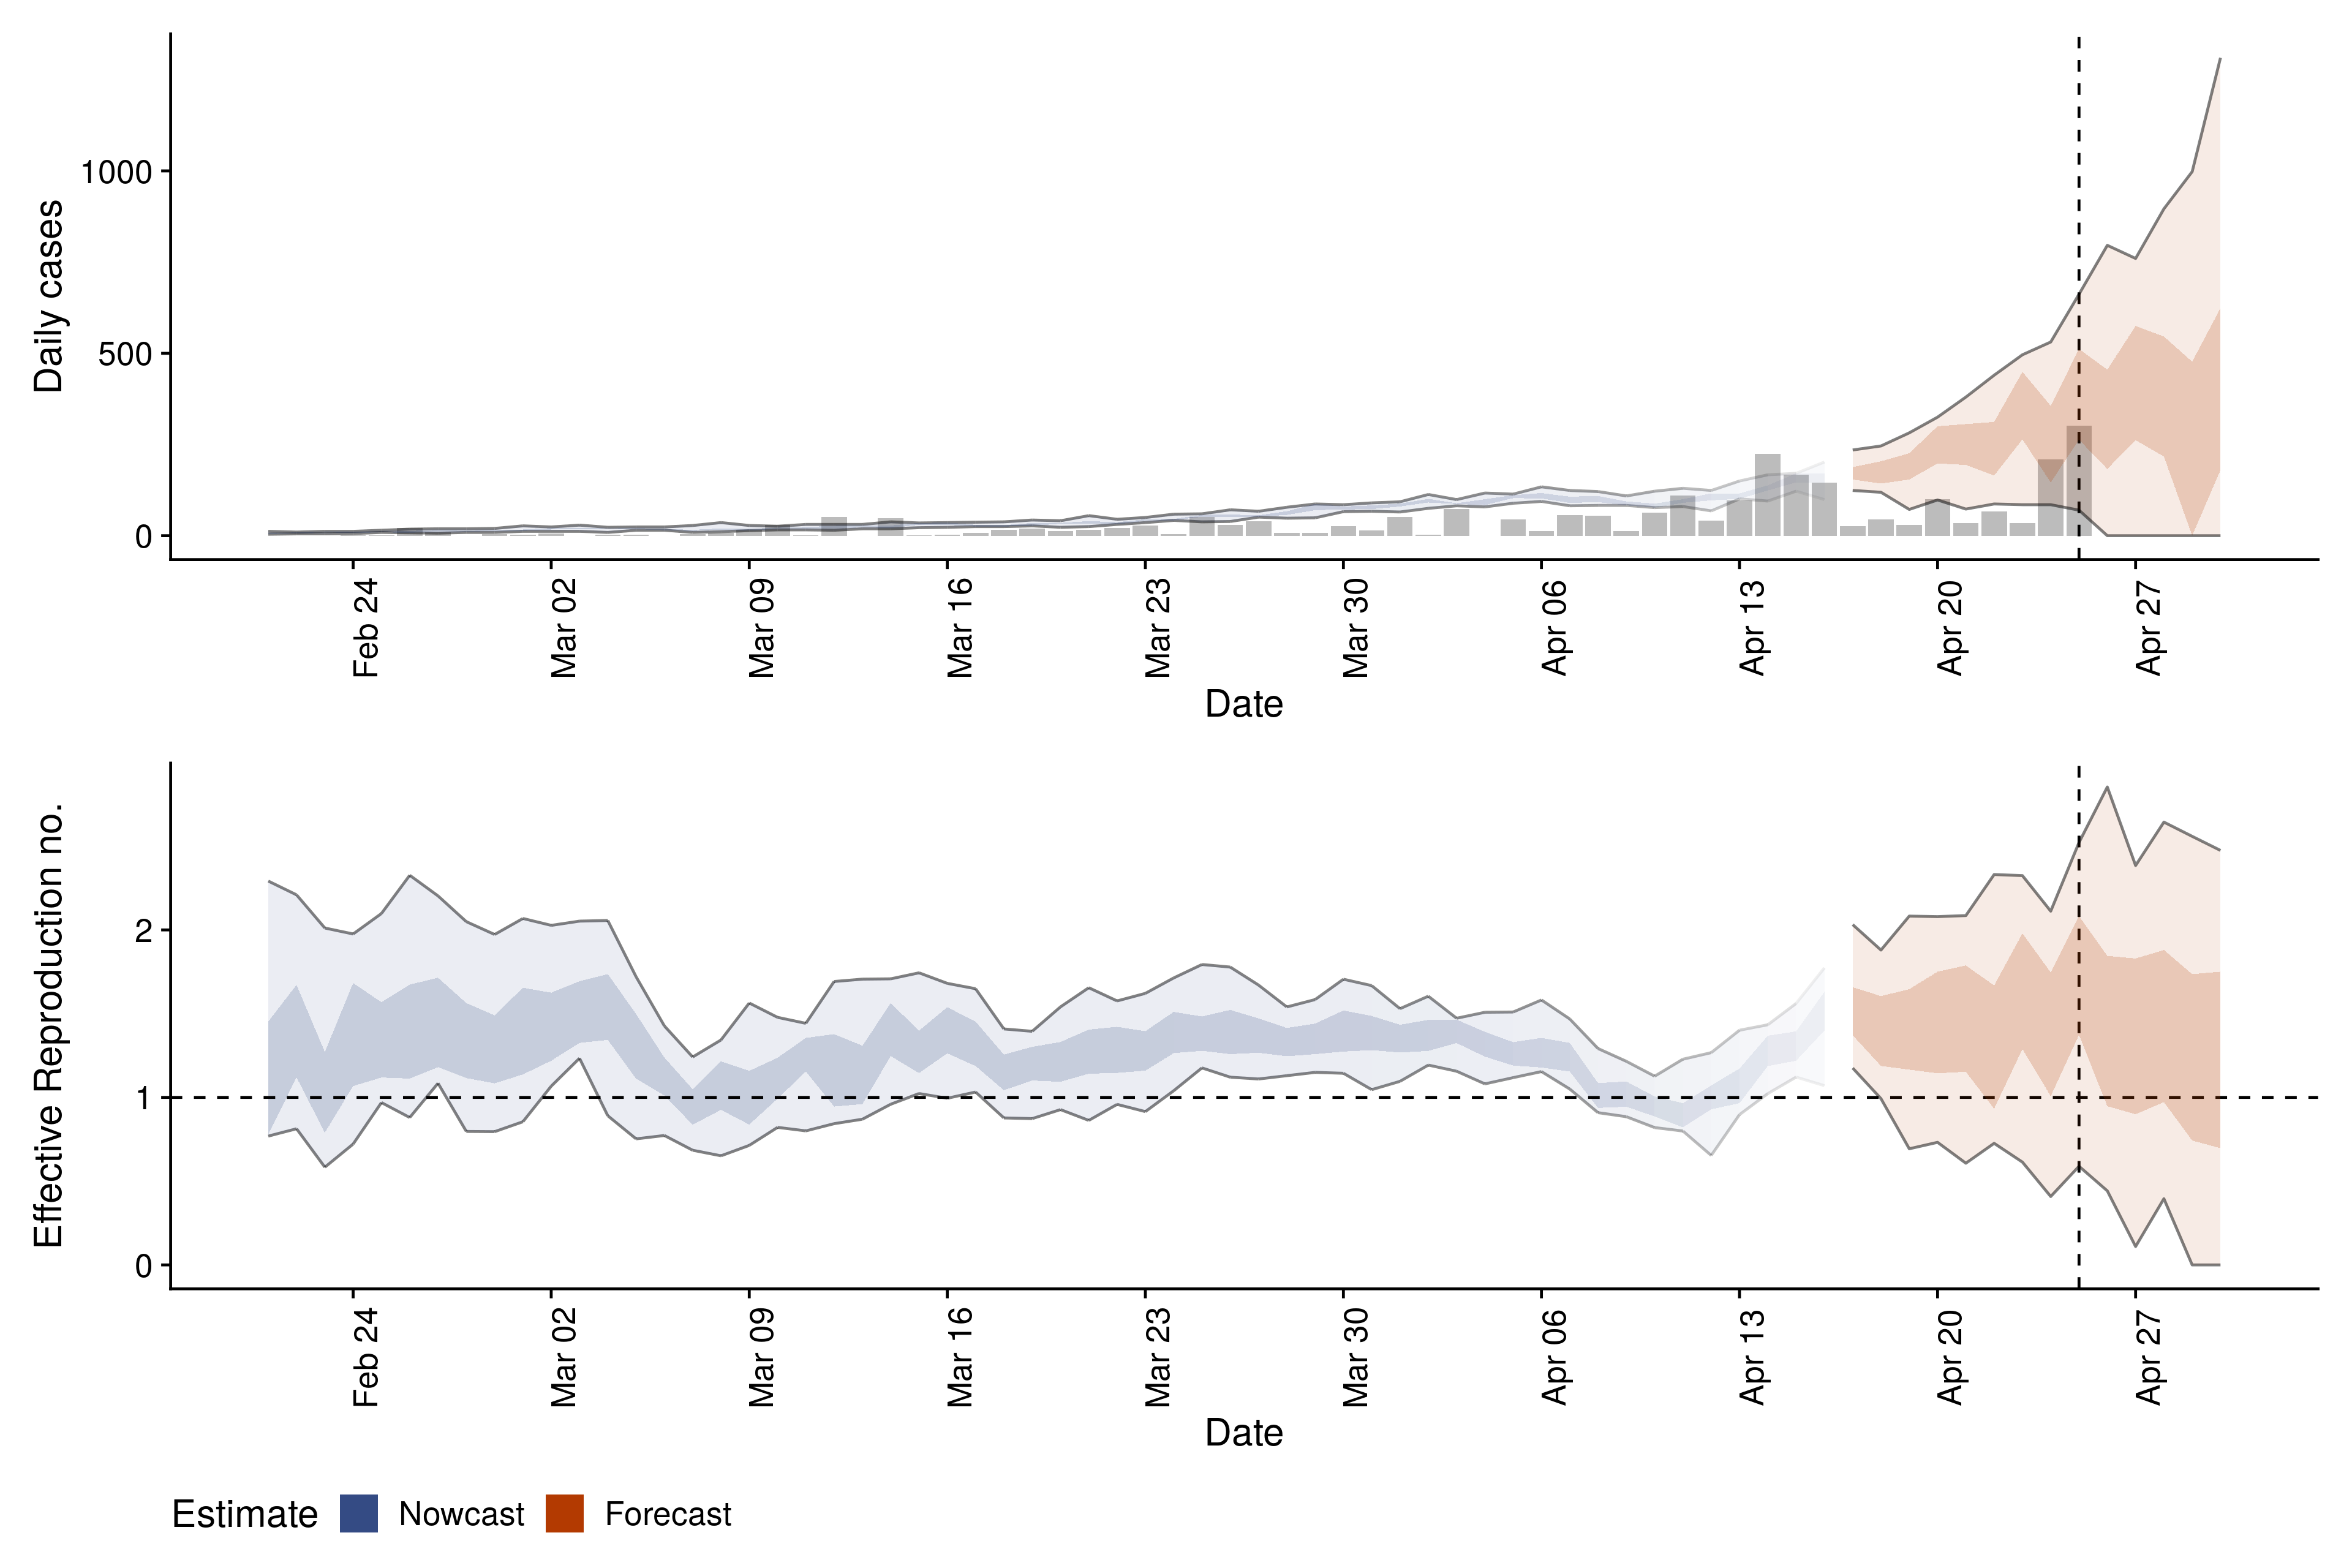 Daily cases
1000
500
0
Feb 24 Mar 02 Mar 09 Mar 16 Mar 23 Mar 30 Apr 06 Apr 13 Apr 20 Apr 27
Date
Effective Reproduction no.
2
1
0
Feb 24 Mar 02 Mar 09 Mar 16 Mar 23 Mar 30 Apr 06 Apr 13 Apr 20 Apr 27
Date
Estimate Nowcast Forecast